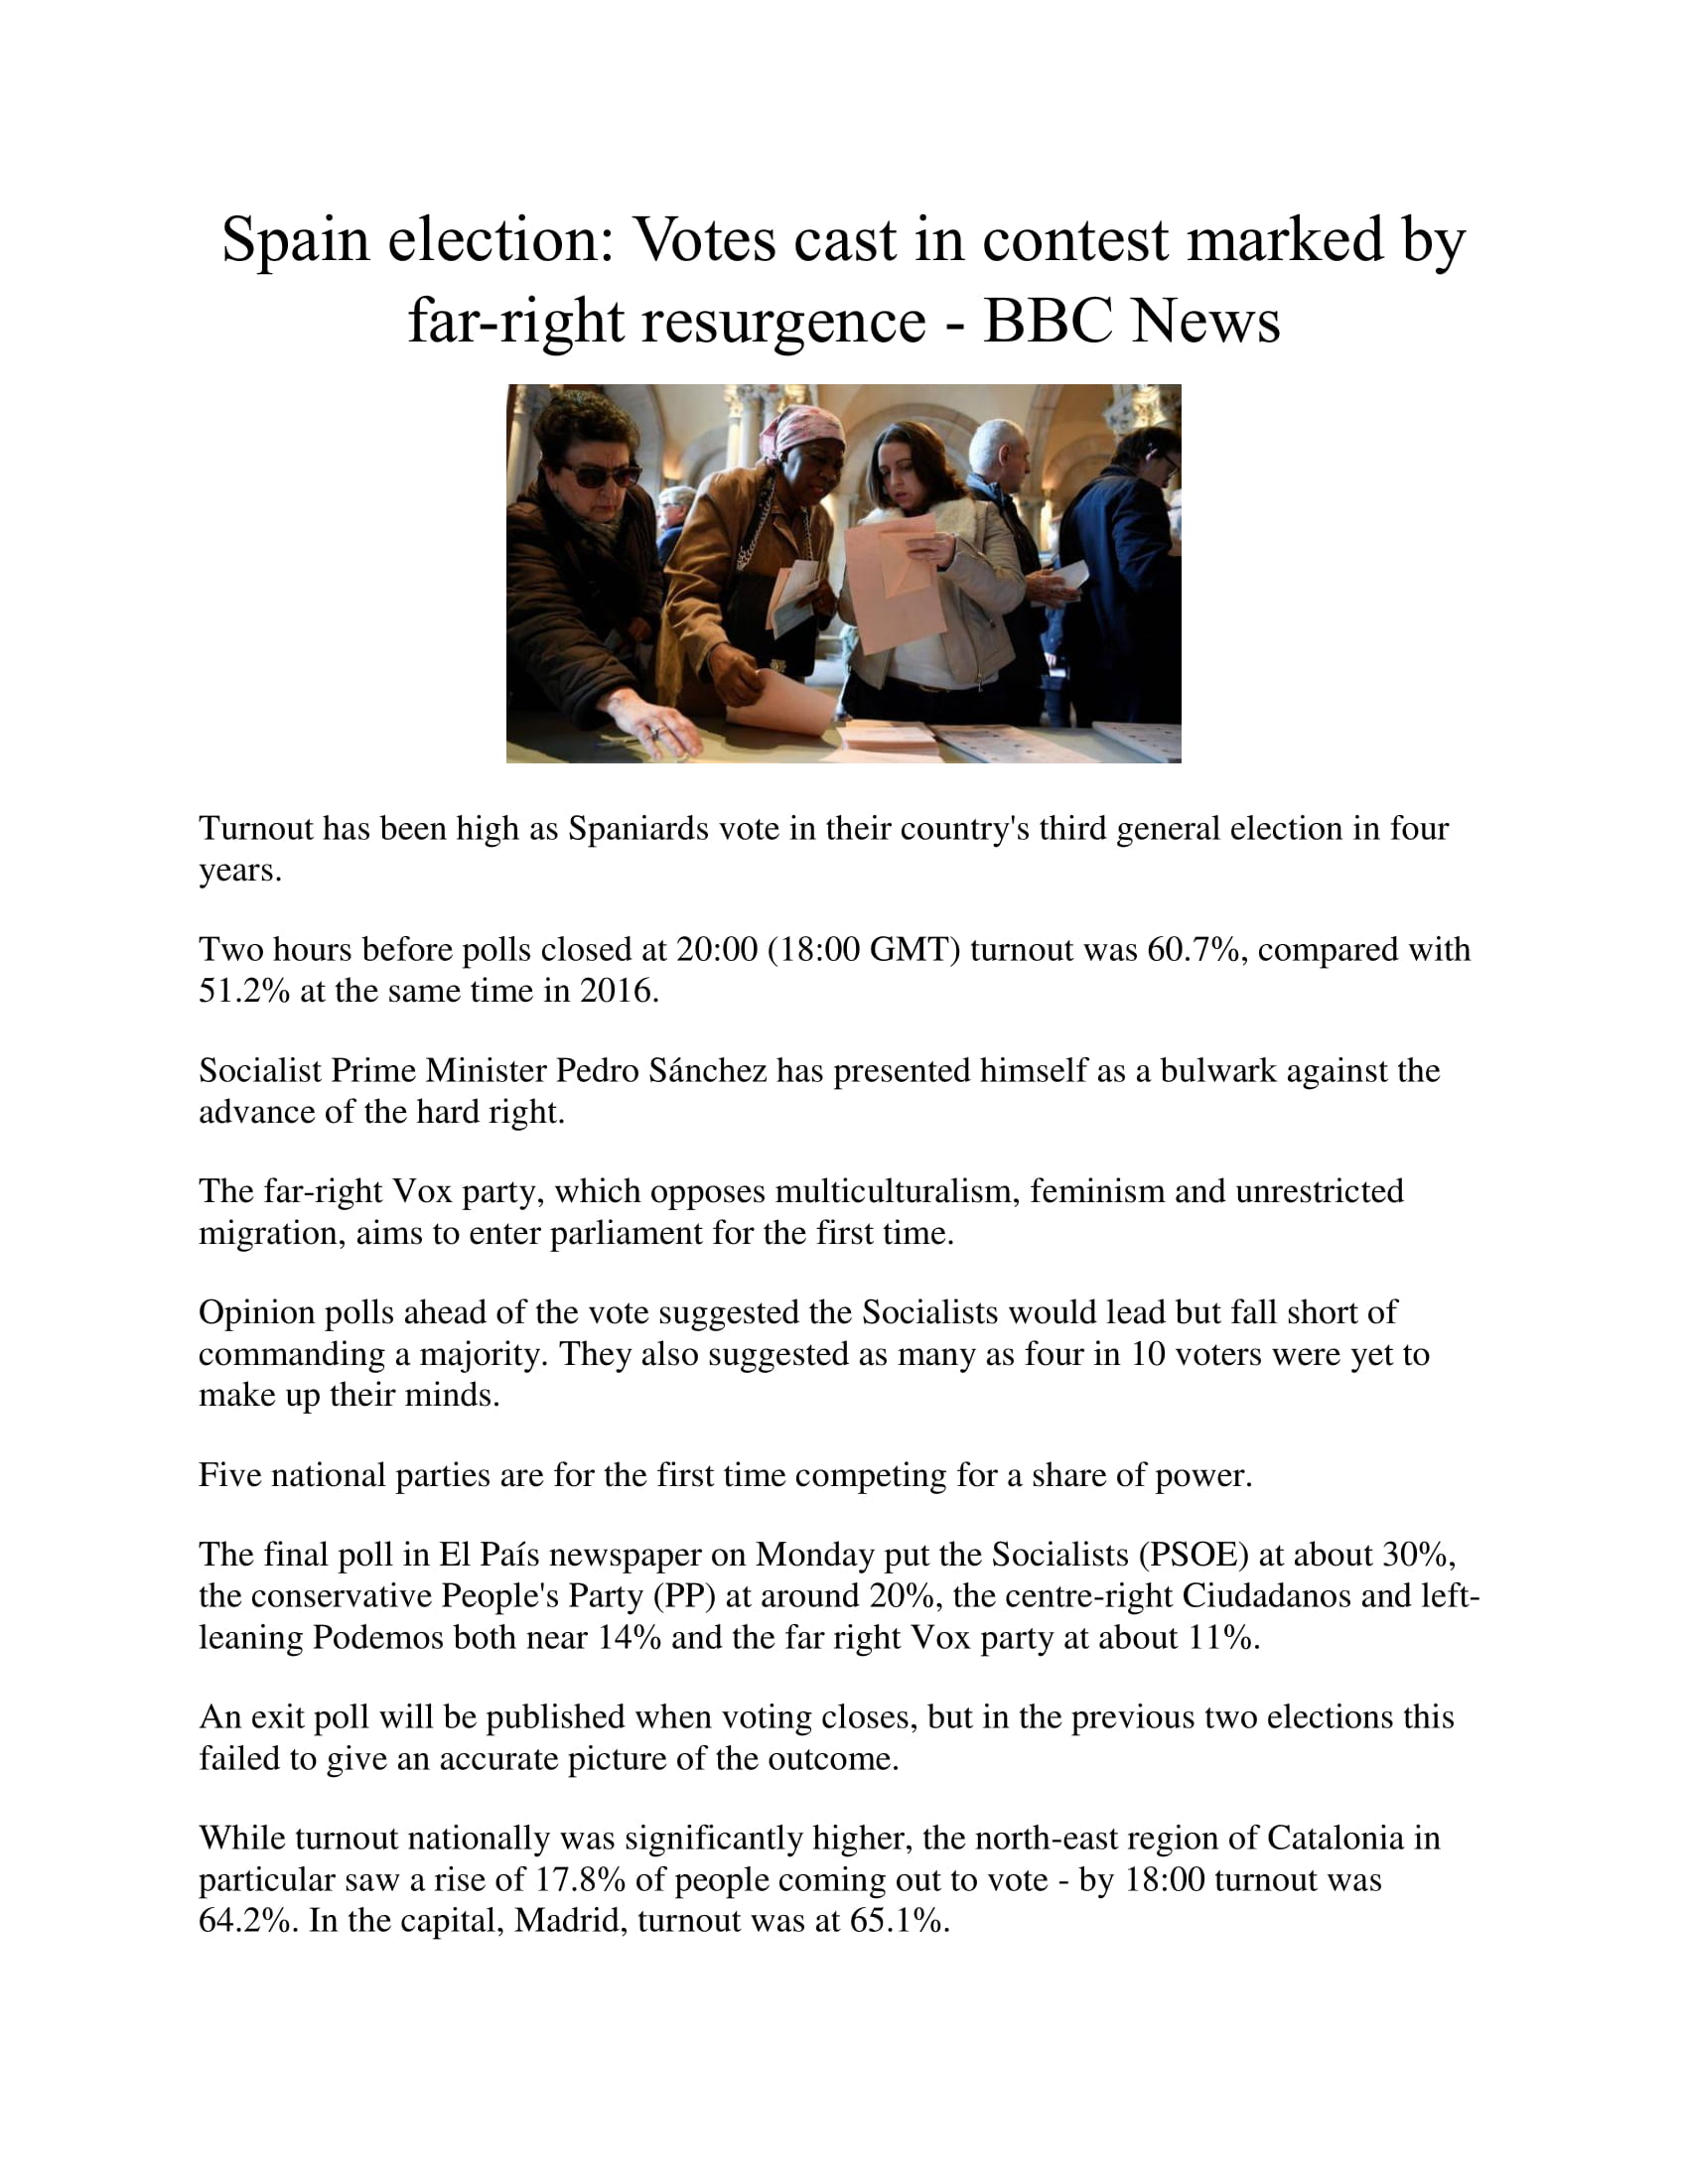 Spain election: Votes cast in contest marked by
far-right resurgence - BBC News
Turnout has been high as Spaniards vote in their country's third general election in four
years.
Two hours before polls closed at 20:00 (18:00 GMT) turnout was 60.7%, compared with
51.2% at the same time in 2016.
Socialist Prime Minister Pedro Sánchez has presented himself as a bulwark against the
advance of the hard right.
The far-right Vox party, which opposes multiculturalism, feminism and unrestricted
migration, aims to enter parliament for the first time.
Opinion polls ahead of the vote suggested the Socialists would lead but fall short of
commanding a majority. They also suggested as many as four in 10 voters were yet to
make up their minds.
Five national parties are for the first time competing for a share of power.
The final poll in El País newspaper on Monday put the Socialists (PSOE) at about 30%,
the conservative People's Party (PP) at around 20%, the centre-right Ciudadanos and left-
leaning Podemos both near 14% and the far right Vox party at about 11%.
An exit poll will be published when voting closes, but in the previous two elections this
failed to give an accurate picture of the outcome.
While turnout nationally was significantly higher, the north-east region of Catalonia in
particular saw a rise of 17.8% of people coming out to vote - by 18:00 turnout was
64.2%. In the capital, Madrid, turnout was at 65.1%.